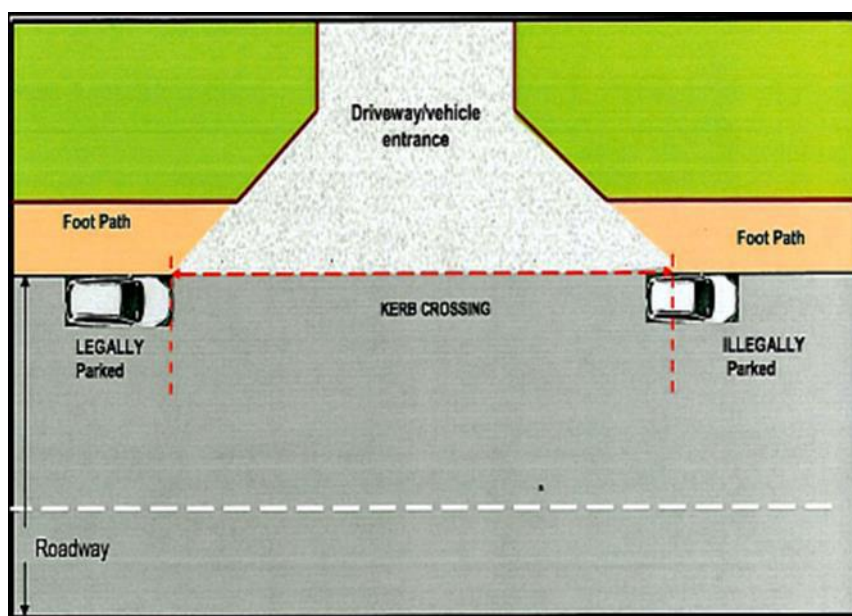 Driveway/vehicle
entrance
Foot Path
Foot Path
KERB CROSSING
LEGALLY
Parked
ILLEGALLY
Parked
Roadway